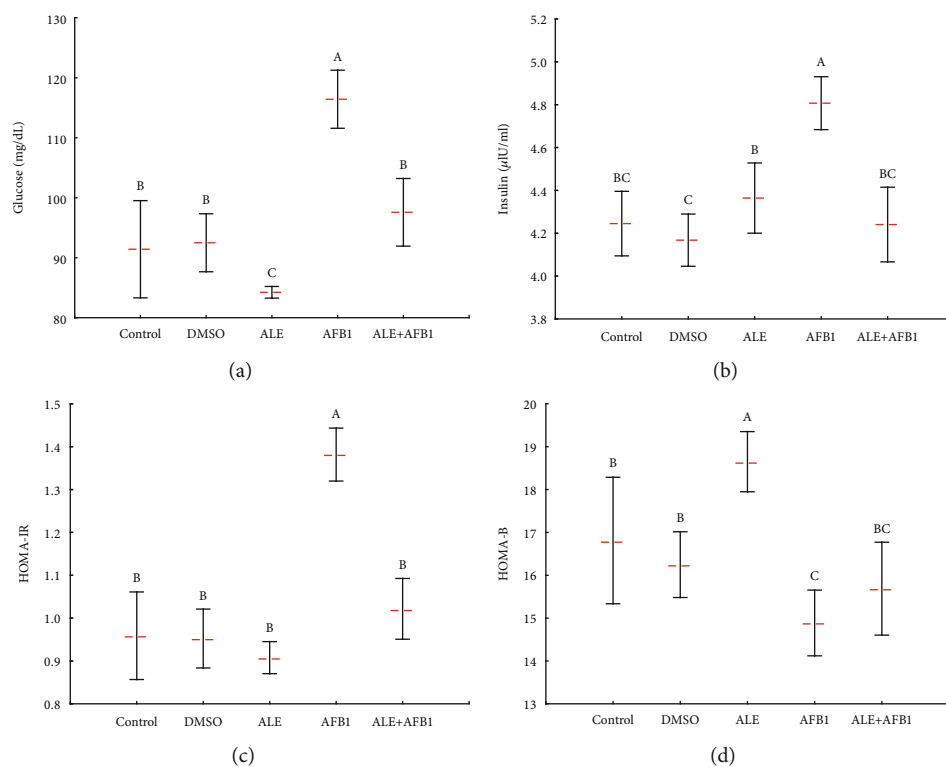 130
120
110
100
90
80
Glucose (mg/dL)
B
B
C
A
B
Control
DMSO
ALE
AFB1
ALE+AFB1
(a)
5.2
5.0
4.8
4.6
4.4
4.2
4.0
3.8
Insulin (μIU/ml)
BC
C
B
A
BC
Control
DMSO
ALE
AFB1
ALE+AFB1
(b)
1.5
1.4
1.3
1.2
1.1
1.0
0.9
0.8
HOMA-IR
B
B
B
A
B
Control
DMSO
ALE
AFB1
ALE+AFB1
(c)
20
19
18
17
16
15
14
13
HOMA-B
B
B
A
C
BC
Control
DMSO
ALE
AFB1
ALE+AFB1
(d)